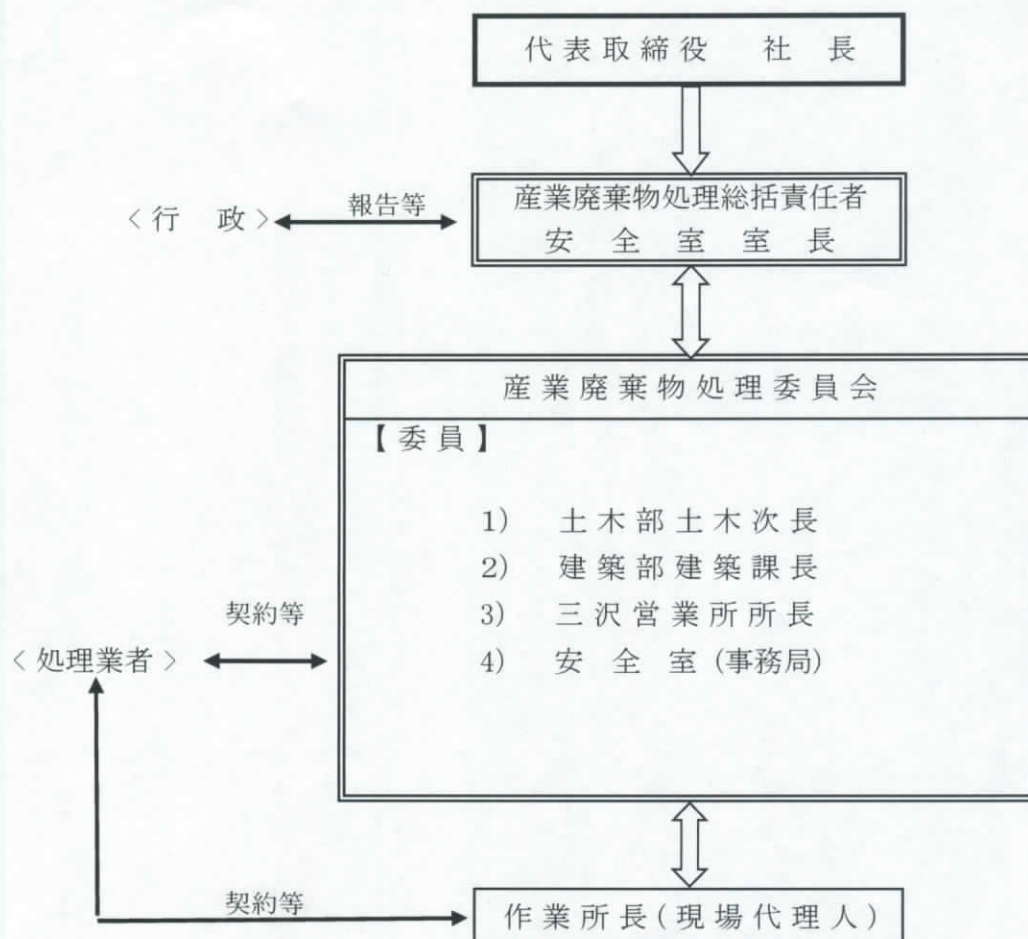 代表取締役 社長
産業廃棄物処理総括責任者
安全室室長
<行 政>
報告等
産業廃棄物処理委員会
【委員】
1) 土木部土木次長
2) 建築部建築課長
3) 三沢営業所所長
4) 安全室(事務局)
契約等
<処理業者>
契約等
作業所長(現場代理人)